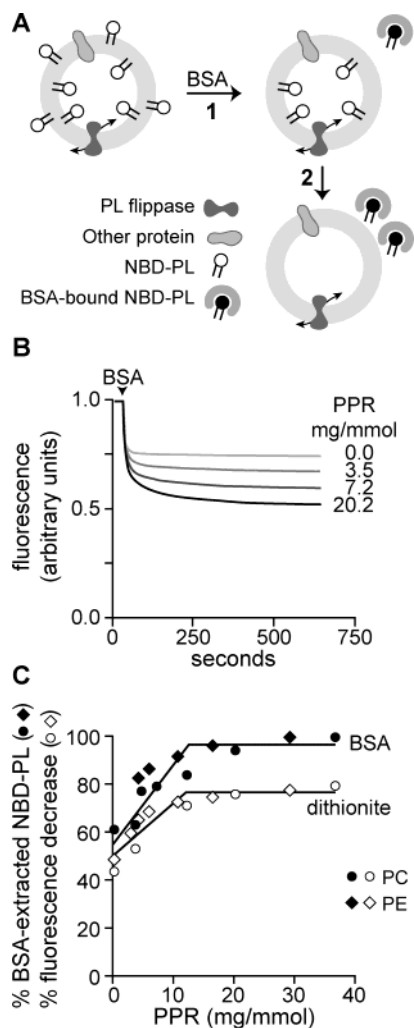 A
BSA
1
2
PL flippase
Other protein
NBD-PL
BSA-bound NBD-PL
B
BSA
PPR
mg/mmol
0.0
3.5
7.2
20.2
1.0
0.5
0.0
fluorescence
(arbitrary units)
0 250 500 750
seconds
C
% BSA-extracted NBD-PL (◆●)
% fluorescence decrease (◇○)
100
80
60
40
20
0
BSA
dithionite
●○ PC
◆◇ PE
0 10 20 30 40
PPR (mg/mmol)